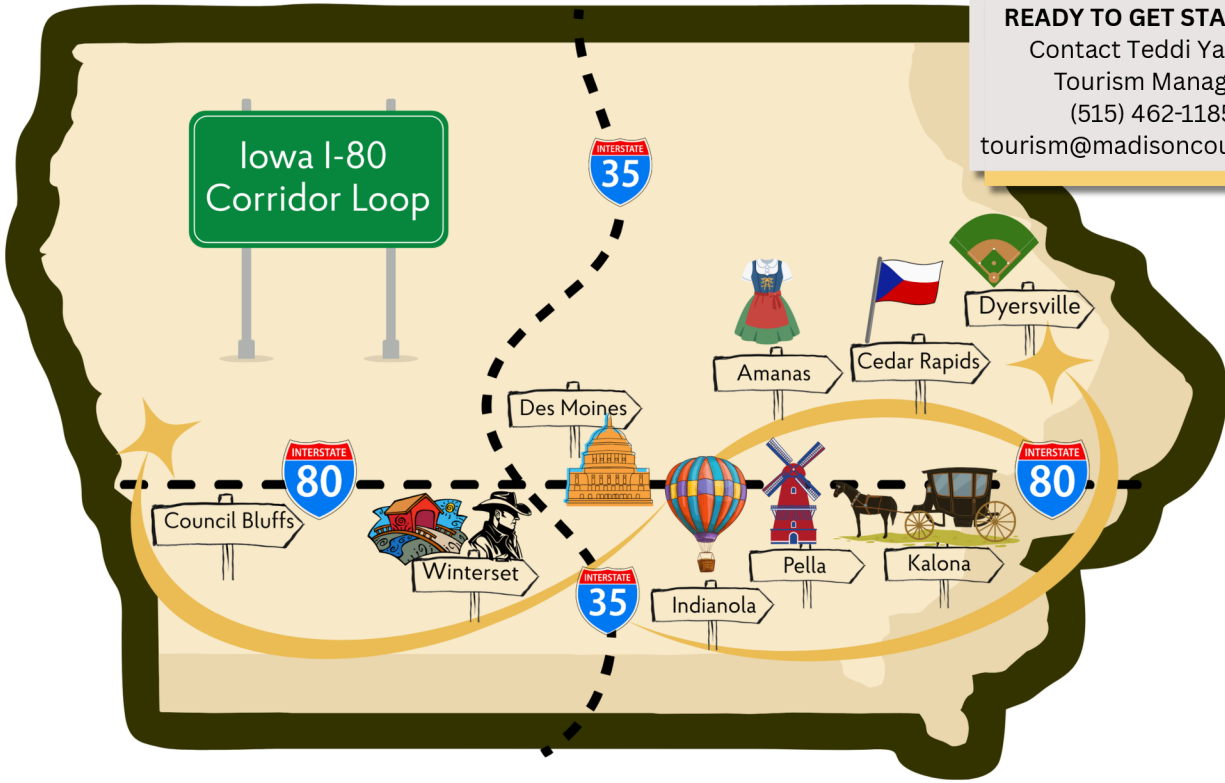 READY TO GET STA
Contact Teddi Ya
Tourism Manag
(515) 462-1185
tourism@madisoncou
Iowa I-80
Corridor Loop
INTERSTATE
35
Dyersville
Cedar Rapids
Amanas
Des Moines
INTERSTATE
80
INTERSTATE
80
Council Bluffs
Winterset
Pella
Kalona
INTERSTATE
35
Indianola